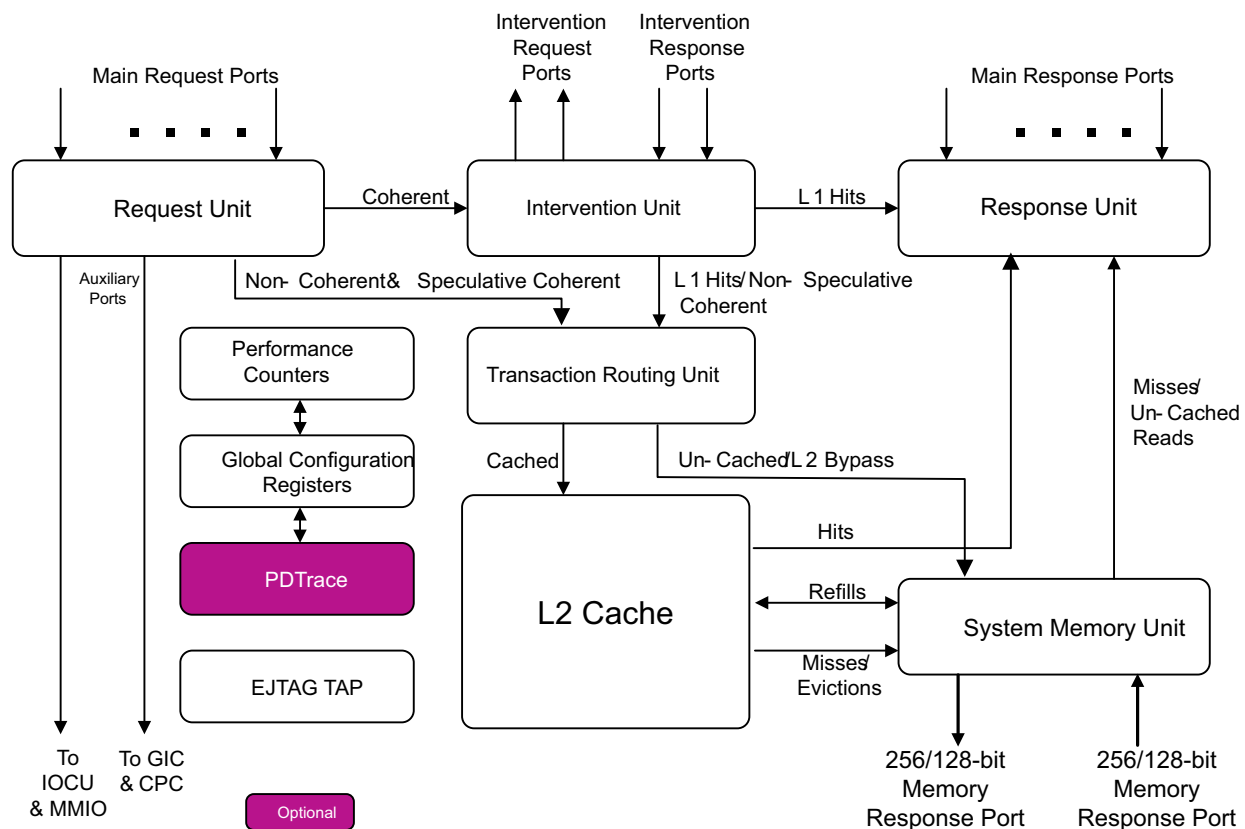 Intervention
Request
Ports
Intervention
Response
Ports
Main Request Ports
Main Response Ports
Request Unit
Coherent
Intervention Unit
L 1 Hits
Response Unit
Auxiliary
Ports
Non- Coherent& Speculative Coherent
L 1 Hits/ Non- Speculative
Coherent
Performance
Counters
Transaction Routing Unit
Misses/
Un- Cached
Reads
Global Configuration
Registers
Cached
Un- Cached/L 2 Bypass
PDTrace
Hits
L2 Cache
Refills
System Memory Unit
EJTAG TAP
Misses/
Evictions
To
IOCU
& MMIO
To GIC
& CPC
256/128-bit
Memory
Response Port
256/128-bit
Memory
Response Port
Optional